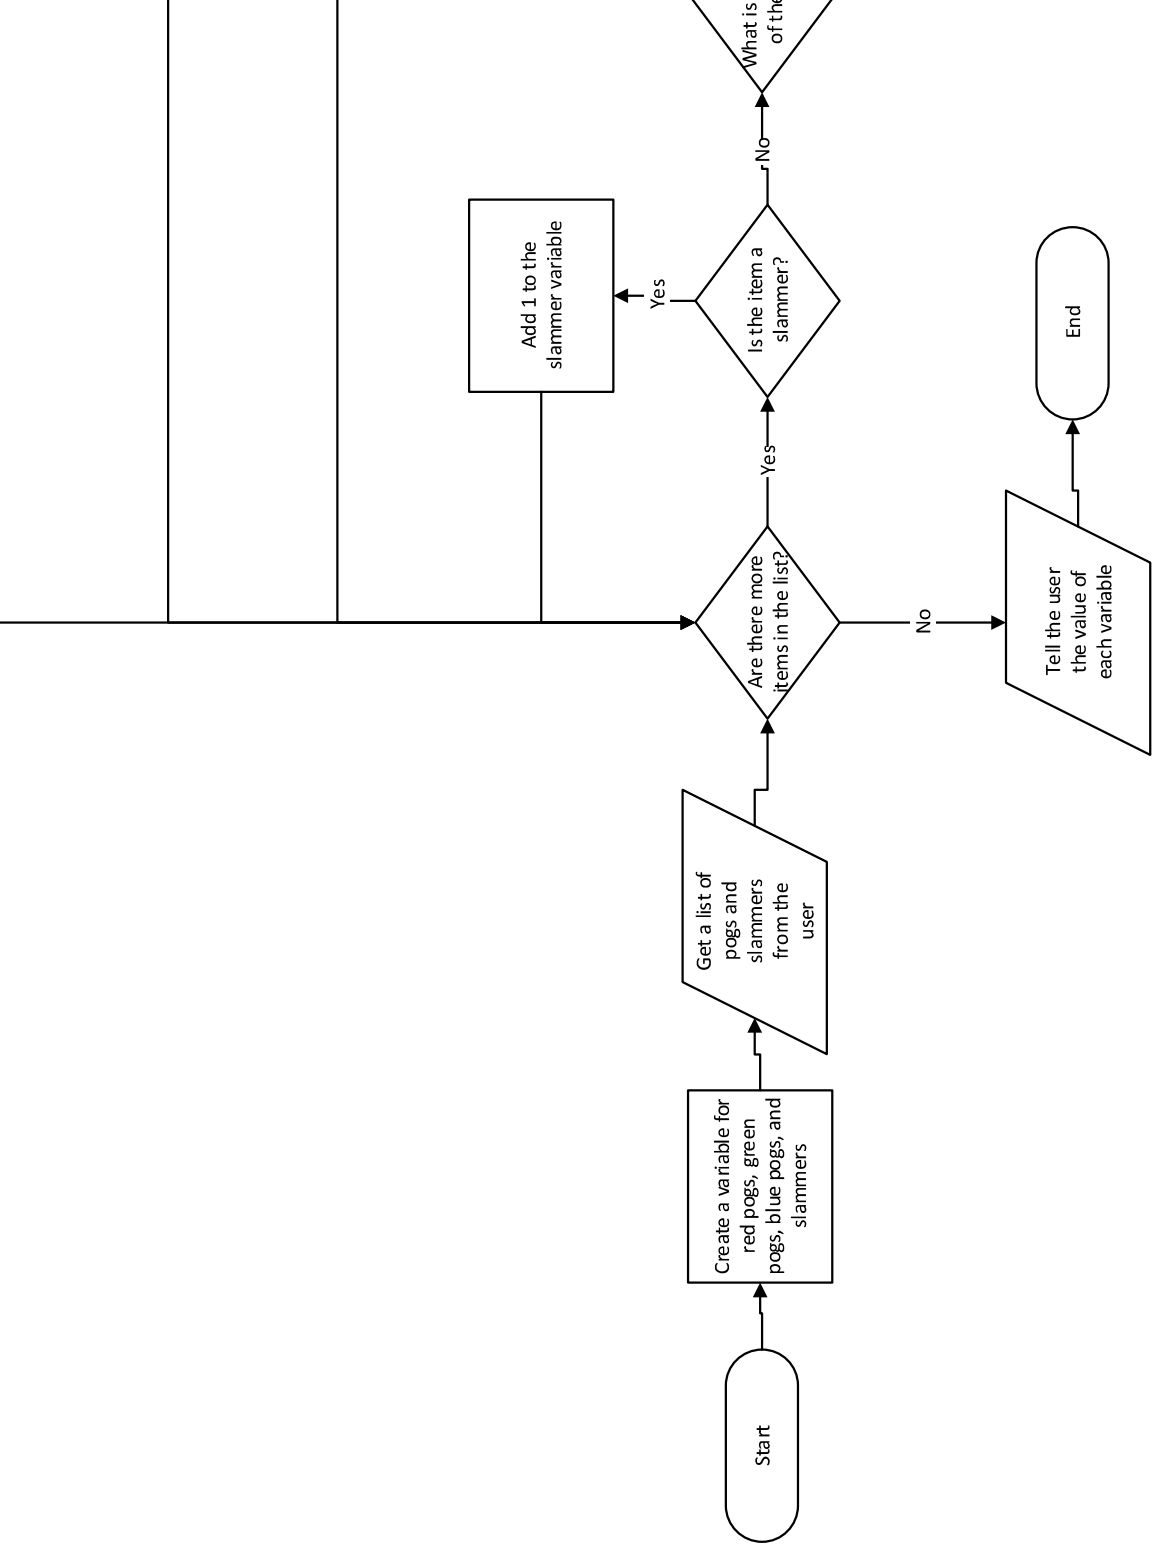 Start
Create a variable for
red pogs, green
pogs, blue pogs, and
slammers
Get a list of
pogs and
slammers
from the
user
Are there more
items in the list?
Yes
Is the item a
slammer?
Yes
Add 1 to the
slammer variable
No
What is
of the
No
Tell the user
the value of
each variable
End